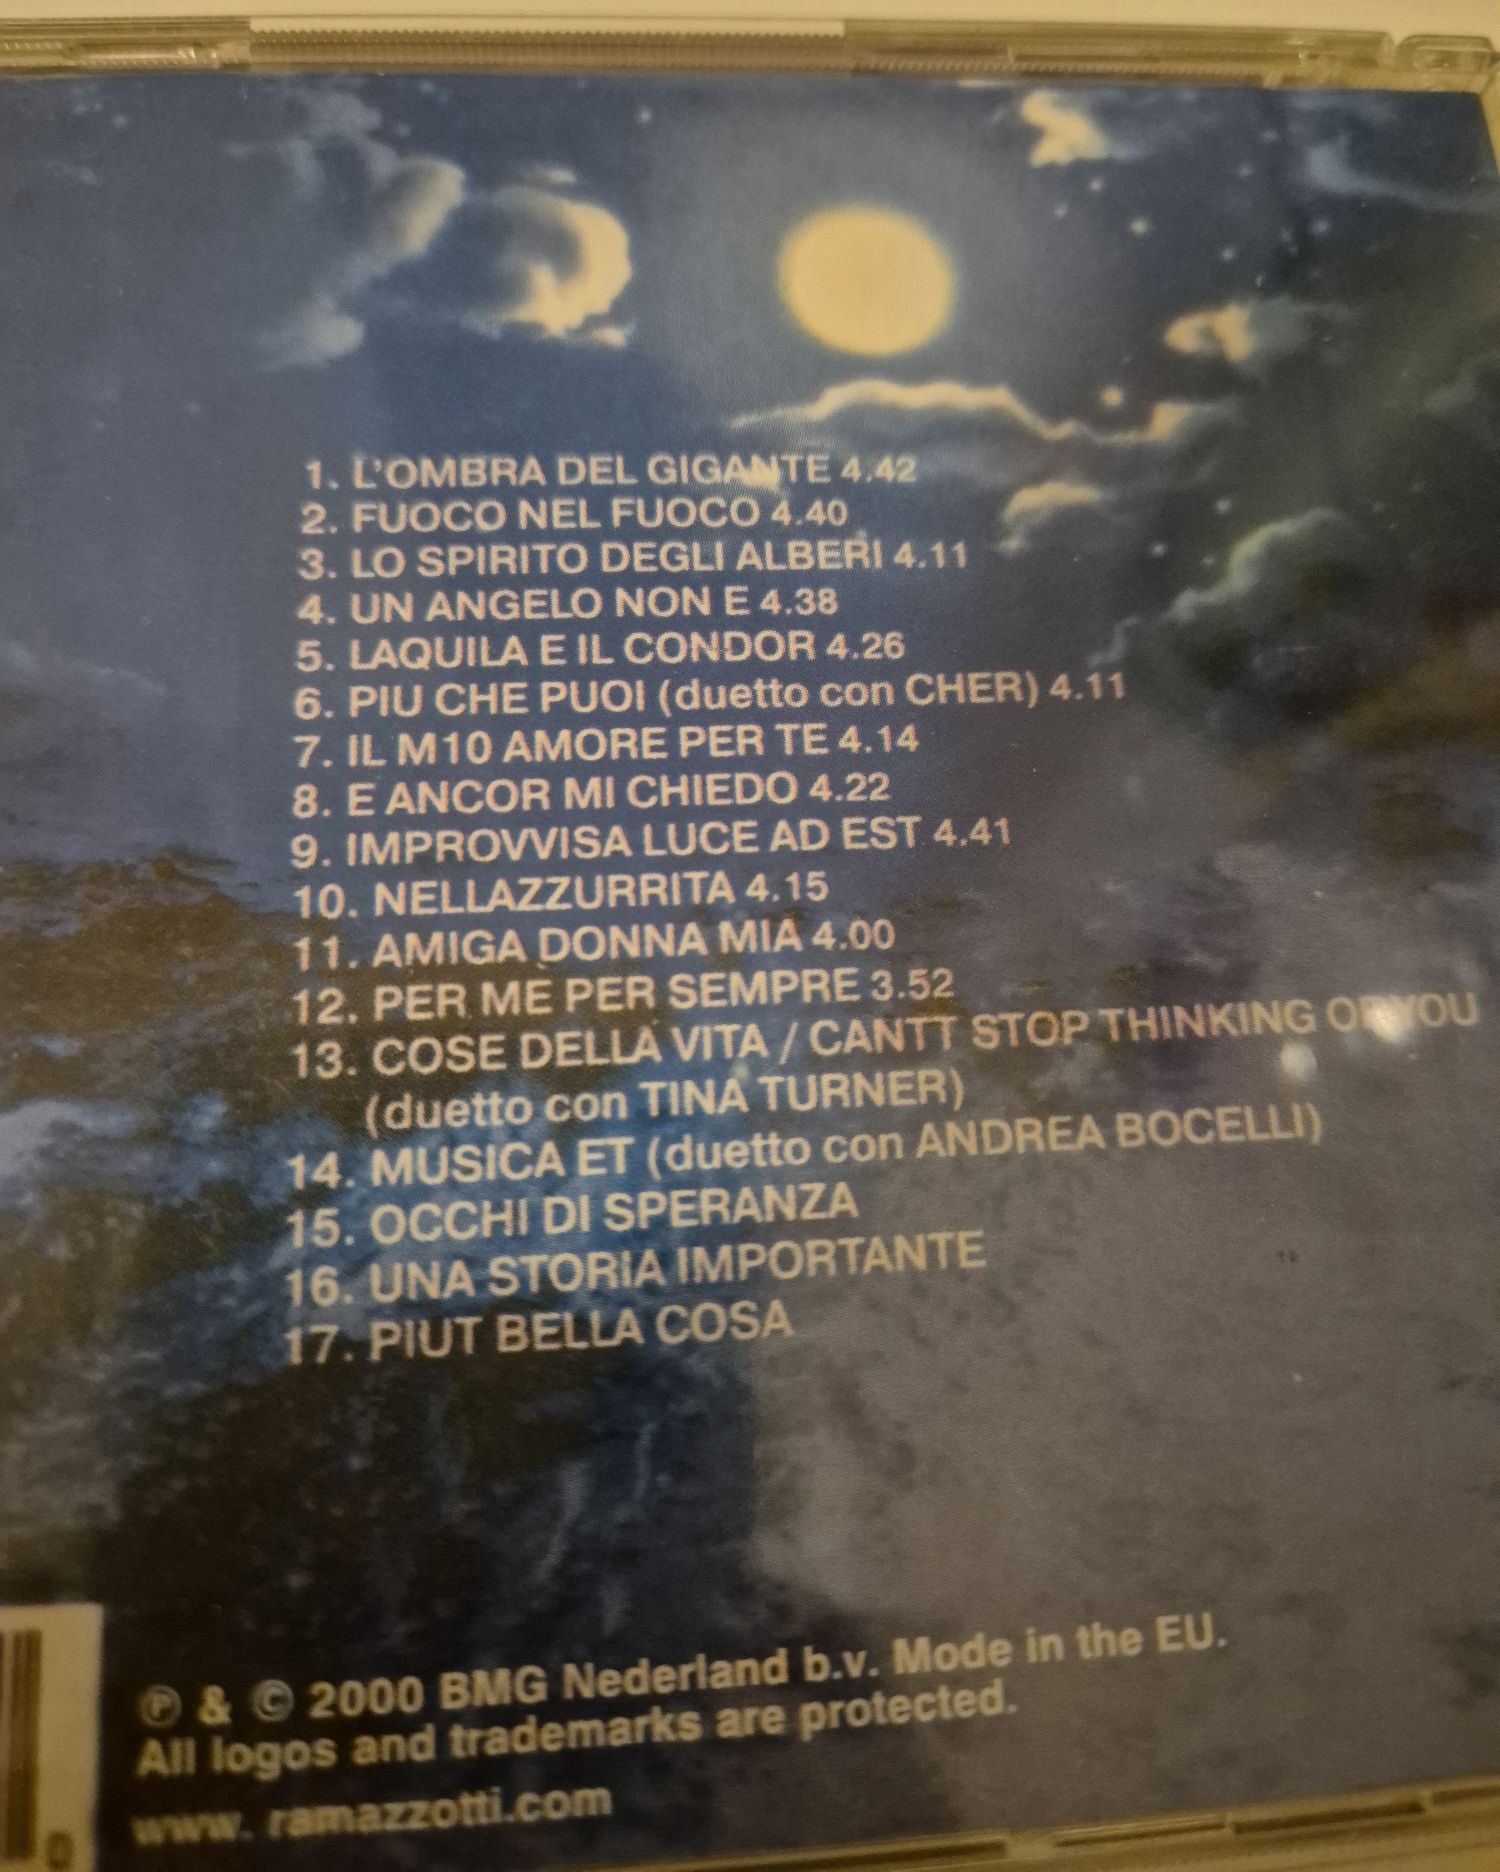 1. L'OMBRA DEL GIGANTE 4.42
2. FUOCO NEL FUOCO 4.40
3. LO SPIRITO DEGLI ALBERI 4.11
4. UN ANGELO NON E 4.38
5. LAQUILA E IL CONDOR 4.26
6. PIU CHE PUOI (duetto con CHER) 4.11
7. IL M10 AMORE PER TE 4.14
8. E ANCOR MI CHIEDO 4.22
9. IMPROVVISA LUCE AD EST 4.41
10. NELLAZZURRITA 4.15
11. AMIGA DONNA MIA 4.00
12. PER ME PER SEMPRE 3.52
13. COSE DELLA VITA / CANTT STOP THINKING OF YOU
(duetto con TINA TURNER)
14. MUSICA ET (duetto con ANDREA BOCELLI)
15. OCCHI DI SPERANZA
16. UNA STORIA IMPORTANTE
17. PIUT BELLA COSA
℗ & © 2000 BMG Nederland b.v. Mode in the EU.
All logos and trademarks are protected.
www. ramazzotti.com
0